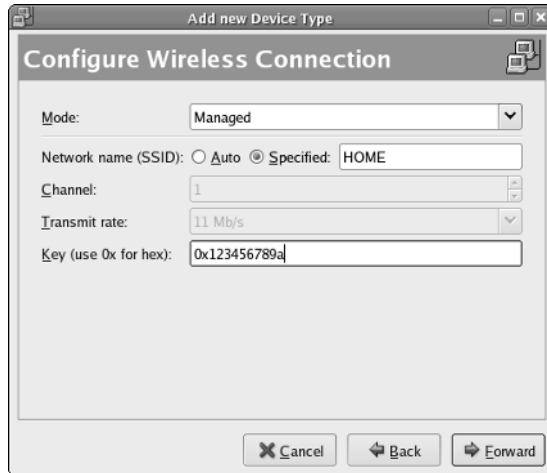 Add new Device Type
Configure Wireless Connection
Mode: Managed
Network name (SSID): Auto Specified: HOME
Channel: 1
Transmit rate: 11 Mb/s
Key (use 0x for hex): 0x123456789a
Cancel Back Forward